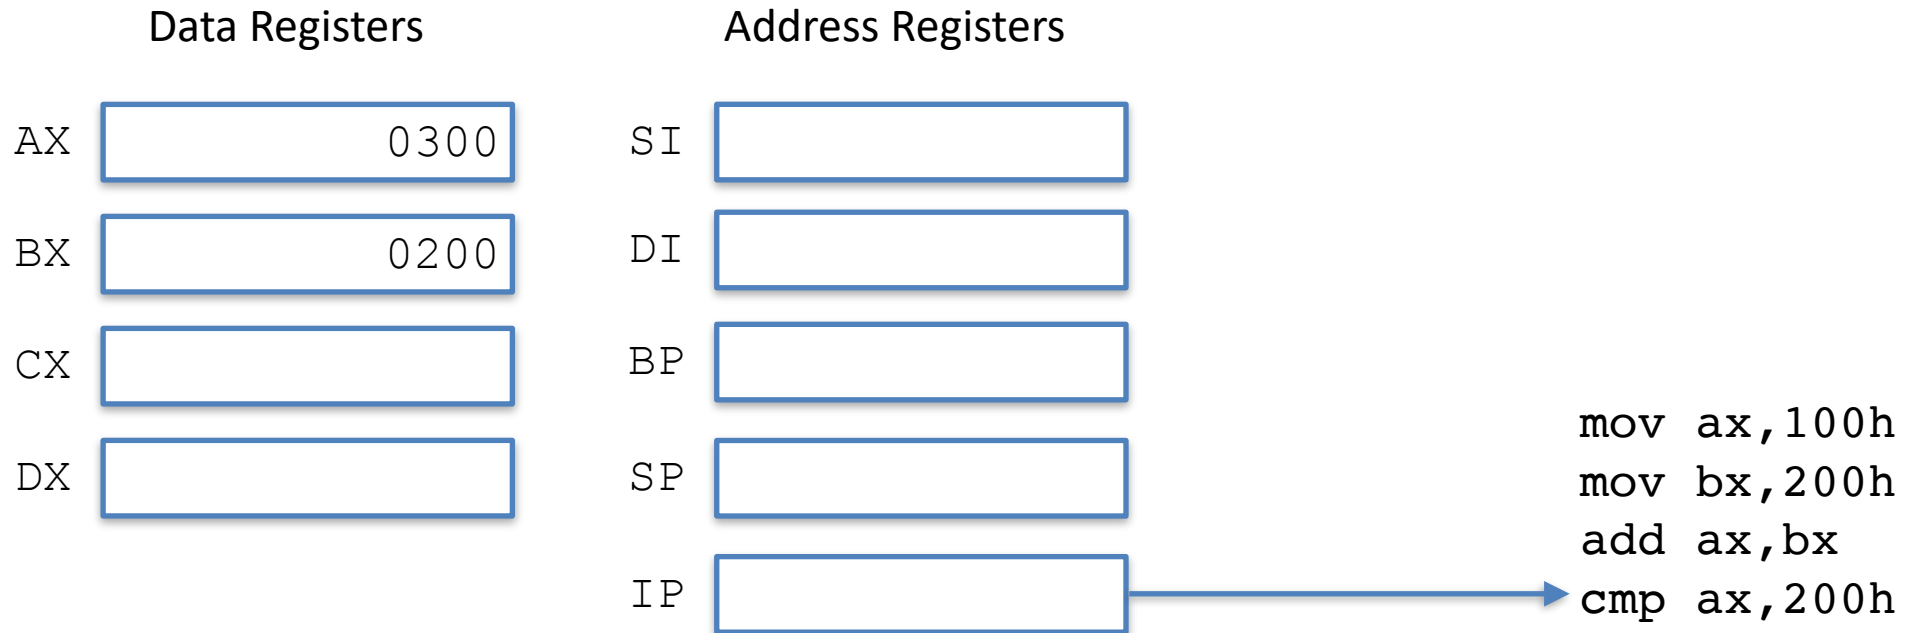 Data Registers
Address Registers
AX 0300
SI
BX 0200
DI
CX
BP
DX
SP
IP
mov ax,100h
mov bx,200h
add ax,bx
cmp ax,200h